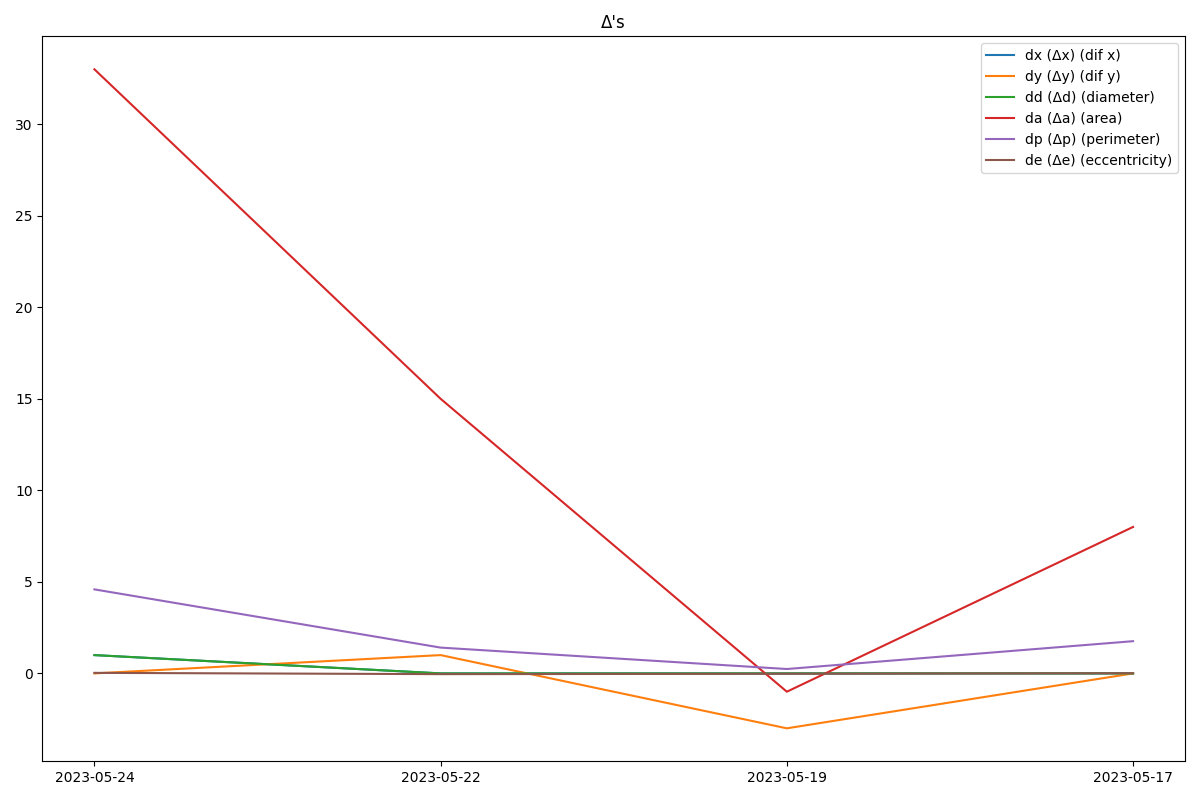 Δ's
dx (Δx) (dif x)
dy (Δy) (dif y)
dd (Δd) (diameter)
da (Δa) (area)
dp (Δp) (perimeter)
de (Δe) (eccentricity)
30
25
20
15
10
5
0
2023-05-24 2023-05-22 2023-05-19 2023-05-17